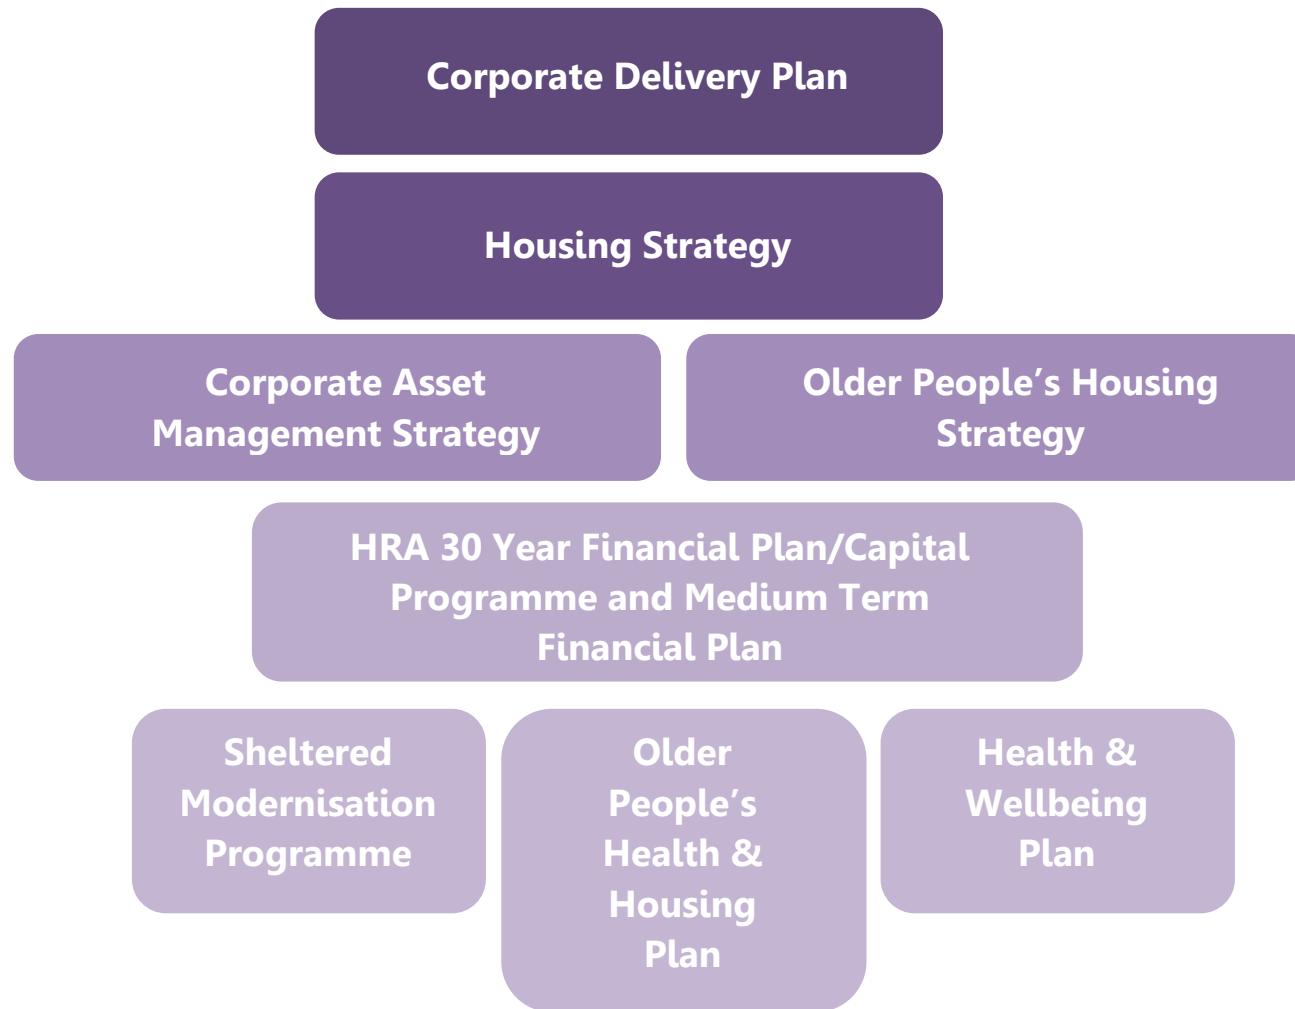 Corporate Delivery Plan
Housing Strategy
Corporate Asset
Management Strategy
Older People’s Housing
Strategy
HRA 30 Year Financial Plan/Capital
Programme and Medium Term
Financial Plan
Sheltered
Modernisation
Programme
Older
People’s
Health &
Housing
Plan
Health &
Wellbeing
Plan